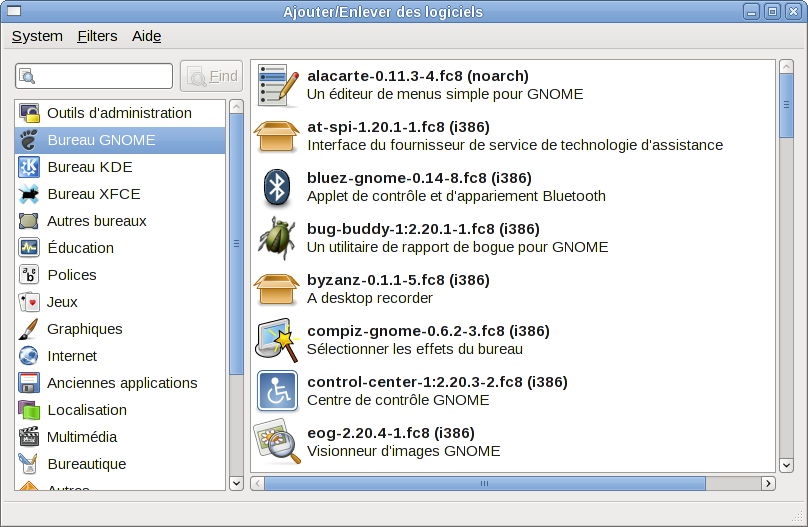 Ajouter/Enlever des logiciels
System Filters Aide
Find
Outils d'administration
Bureau GNOME
Bureau KDE
Bureau XFCE
Autres bureaux
Éducation
Polices
Jeux
Graphiques
Internet
Anciennes applications
Localisation
Multimédia
Bureautique
Autres
alacarte-0.11.3-4.fc8 (noarch)
Un éditeur de menus simple pour GNOME
at-spi-1.20.1-1.fc8 (i386)
Interface du fournisseur de service de technologie d'assistance
bluez-gnome-0.14-8.fc8 (i386)
Applet de contrôle et d'appariement Bluetooth
bug-buddy-1:2.20.1-1.fc8 (i386)
Un utilitaire de rapport de bogue pour GNOME
byzanz-0.1.1-5.fc8 (i386)
A desktop recorder
compiz-gnome-0.6.2-3.fc8 (i386)
Sélectionner les effets du bureau
control-center-1:2.20.3-2.fc8 (i386)
Centre de contrôle GNOME
eog-2.20.4-1.fc8 (i386)
Visionneur d'images GNOME